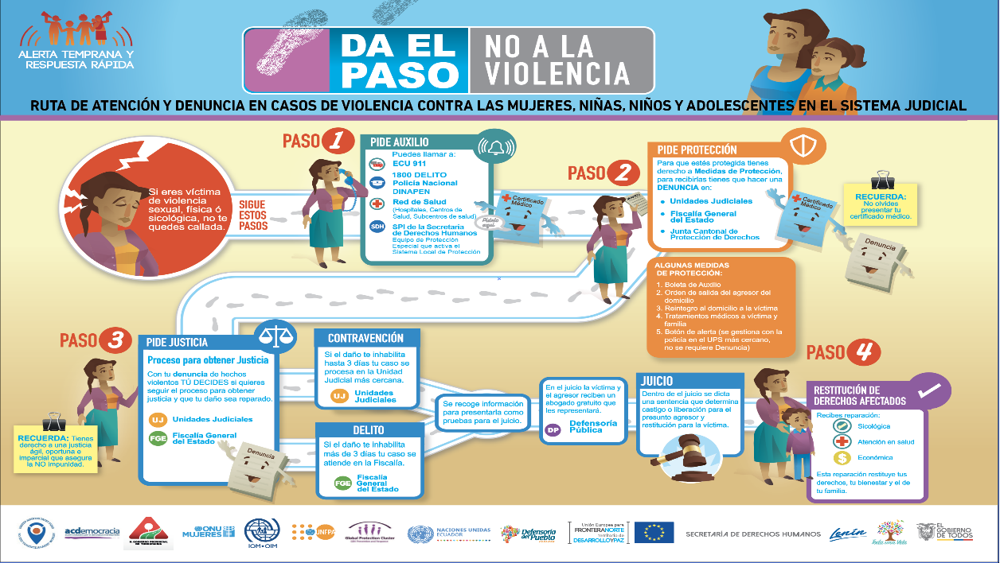 ALERTA TEMPRANA Y
RESPUESTA RÁPIDA
DA EL
PASO
NO A LA
VIOLENCIA
RUTA DE ATENCIÓN Y DENUNCIA EN CASOS DE VIOLENCIA CONTRA LAS MUJERES, NIÑAS, NIÑOS Y ADOLESCENTES EN EL SISTEMA JUDICIAL
Si eres víctima
de violencia
sexual, física ó
sicológica, no te
quedes callada.
SIGUE
ESTOS
PASOS
PASO 1
PIDE AUXILIO
Puedes llamar a:
ECU 911
1800 DELITO
Policía Nacional
DINAPEN
Red de Salud
(Hospitales, Centros de
Salud, Subcentros de salud)
SDH
SPI de la Secretaria
de Derechos Humanos
Equipo de Protección
Especial que activa el
Sistema Local de Protección
Certificado
Médico
Pídelo
aquí
PASO 2
PIDE PROTECCIÓN
Para que estés protegida tienes
derecho a Medidas de Protección,
para recibirlas tienes que hacer una
DENUNCIA en:
Unidades Judiciales
Fiscalía General
del Estado
Junta Cantonal de
Protección de Derechos
Certificado
Médico
RECUERDA:
No olvides
presentar tu
certificado médico.
Denuncia
ALGUNAS MEDIDAS
DE PROTECCIÓN:
1. Boleta de Auxilio
2. Orden de salida del agresor del
domicilio
3. Reintegro al domicilio a la víctima
4. Tratamientos médicos a víctima y
familia
5. Botón de alerta (se gestiona con la
policía en el UPS más cercano,
no se requiere Denuncia)
PASO 3
PIDE JUSTICIA
Proceso para obtener Justicia
Con tu denuncia de hechos
violentos TÚ DECIDES si quieres
seguir el proceso para obtener
justicia y que tu daño sea reparado.
UJ Unidades Judiciales
FGE Fiscalía General
del Estado
Denuncia
RECUERDA: Tienes
derecho a una justicia
ágil, oportuna e
imparcial que asegura
la NO impunidad.
CONTRAVENCIÓN
Si el daño te inhabilita
hasta 3 días tu caso se
procesa en la Unidad
Judicial más cercana.
UJ Unidades
Judiciales
DELITO
Si el daño te inhabilita
más de 3 días tu caso se
atiende en la Fiscalía.
FGE Fiscalía
General
del Estado
Se recoge información
para presentarla como
pruebas para el juicio.
En el juicio la víctima y
el agresor reciben un
abogado gratuito que
les representará.
DP Defensoría
Pública
JUICIO
Dentro de el juicio se dicta
una sentencia que determina
castigo o liberación para el
presunto agresor y
restitución para la víctima.
PASO 4
RESTITUCIÓN DE
DERECHOS AFECTADOS
Recibes reparación:
Sicológica
Atención en salud
$ Económica
Esta reparación restituye tus
derechos, tu bienestar y el de
tu familia.
acdemocracia
ONU
MUJERES
IOM•OIM
UNFPA
Global Protection Cluster
NACIONES UNIDAS
ECUADOR
Defensoría
del Pueblo
Unión Europea para
FRONTERANORTE
territorio de
DESARROLLOYPAZ
SECRETARÍA DE DERECHOS HUMANOS
Lenín
Toda una Vida
EL
GOBIERNO
DE TODOS